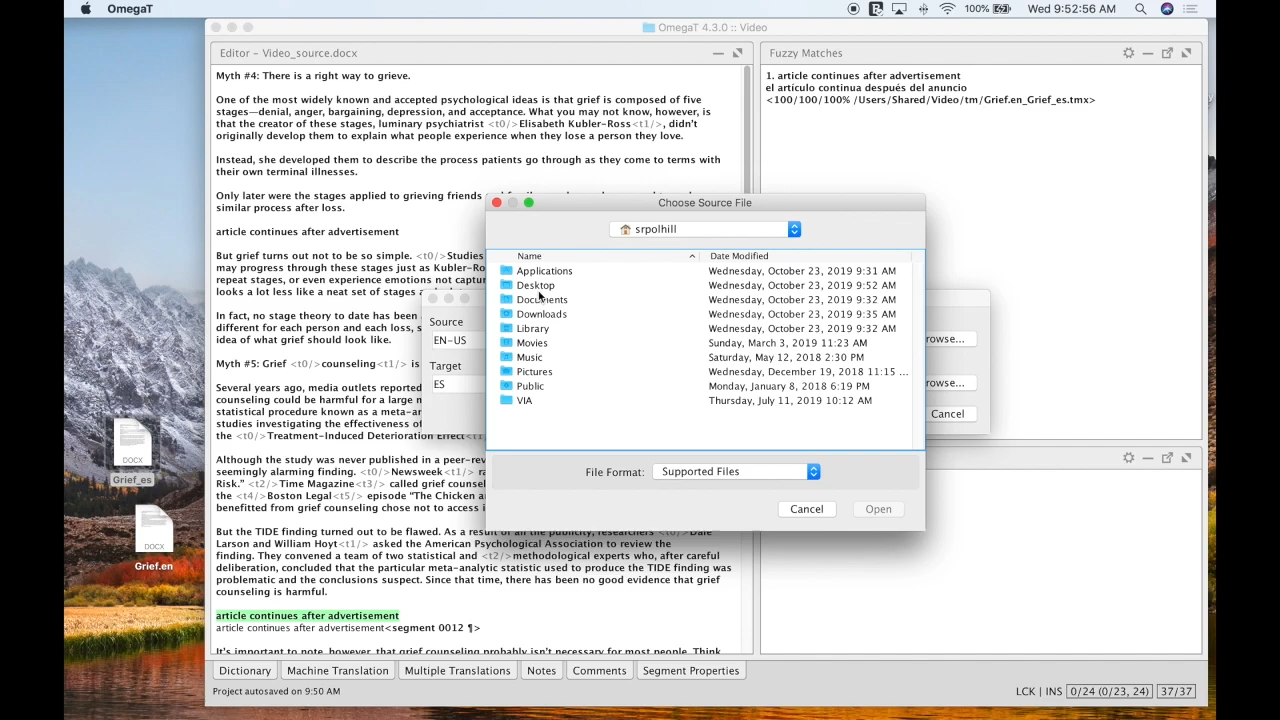 OmegaT
100%
Wed 9:52:56 AM
OmegaT 4.3.0 :: Video
Editor – Video_source.docx
Myth #4: There is a right way to grieve.
One of the most widely known and accepted psychological ideas is that grief is composed of five
stages—denial, anger, bargaining, depression, and acceptance. What you may not know, however, is
that the creator of these stages, luminary psychiatrist <t0/>Elisabeth Kubler-Ross<t1/>, didn't
originally develop them to explain what people experience when they lose a person they love.
Instead, she developed them to describe the process patients go through as they come to terms with
their own terminal illnesses.
Only later were the stages applied to grieving friends
similar process after loss.
article continues after advertisement
But grief turns out not to be so simple. <t0/>Studies
may progress through these stages just as Kubler-Ro
repeat stages, or even experience emotions not captur
looks a lot less like a neat set of stages a
In fact, no stage theory to date has been
different for each person and each loss, s
idea of what grief should look like.
Myth #5: Grief <t0/>counseling<t1/> is
Several years ago, media outlets reported
counseling could be harmful for a large n
statistical procedure known as a meta-ar
studies investigating the effectiveness of
the <t0/>Treatment-Induced Deterioration Effect<t1
Although the study was never published in a peer-rev
seemingly alarming finding. <t0/>Newsweek<t1/> ra
Risk." <t2/>Time Magazine<t3/> called grief counse
the <t4/>Boston Legal<t5/> episode "The Chicken a
benefitted from grief counseling chose not to access i
But the TIDE finding turned out to be flawed. As a result of all the publicity, researchers <t0/>Dale
Larson and William Hoyt<t1/> asked the American Psychological Association to review the
finding. They convened a team of two statistical and <t2/>methodological experts who, after careful
deliberation, concluded that the particular meta-analytic statistic used to produce the TIDE finding was
problematic and the conclusions suspect. Since that time, there has been no good evidence that grief
counseling is harmful.
article continues after advertisement
article continues after advertisement<segment 0012 ¶>
It's important to note, however, that grief counseling probably isn't necessary for most people. Think
Fuzzy Matches
1. article continues after advertisement
el artículo continua después del anuncio
<100/100/100% /Users/Shared/Video/tm/Grief.en_Grief_es.tmx>
Source
EN-US
Target
ES
rowse...
rowse...
Cancel
Choose Source File
srpolhill
Name Date Modified
Applications Wednesday, October 23, 2019 9:31 AM
Desktop Wednesday, October 23, 2019 9:52 AM
Documents Wednesday, October 23, 2019 9:32 AM
Downloads Wednesday, October 23, 2019 9:35 AM
Library Wednesday, October 23, 2019 9:32 AM
Movies Sunday, March 3, 2019 11:23 AM
Music Saturday, May 12, 2018 2:30 PM
Pictures Wednesday, December 19, 2018 11:15 ...
Public Monday, January 8, 2018 6:19 PM
VIA Thursday, July 11, 2019 10:12 AM
File Format: Supported Files
Cancel Open
DOCX
Grief_es
DOCX
Grief.en
Dictionary Machine Translation Multiple Translations Notes Comments Segment Properties
Project autosaved on 9:50 AM
LCK | INS 0/24 (0/23, 24) 37/37